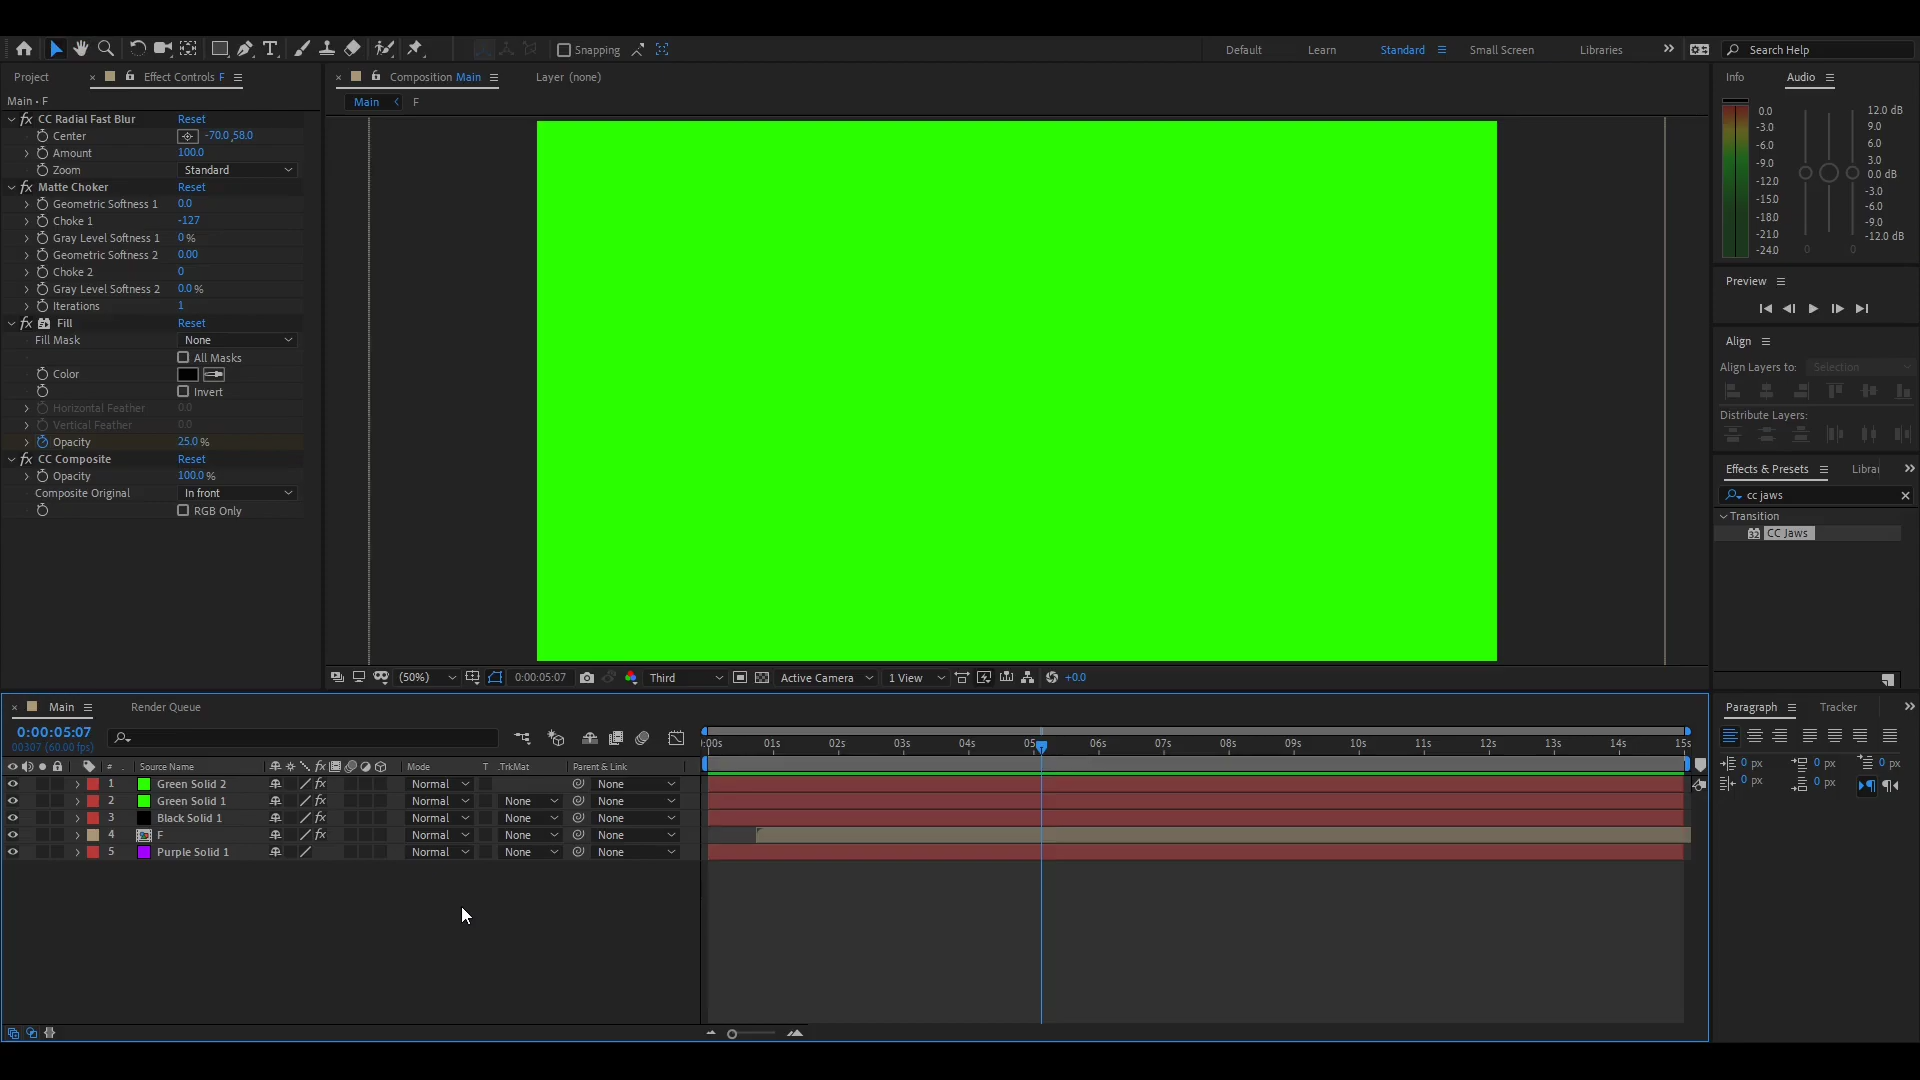 Snapping
Default
Learn
Standard
Small Screen
Libraries
Search Help
Project
Effect Controls F
Composition Main
Layer (none)
Info
Audio
Main • F
Main
F
CC Radial Fast Blur Reset
Center -70.0,58.0
Amount 100.0
Zoom Standard
Matte Choker Reset
Geometric Softness 1 0.0
Choke 1 -127
Gray Level Softness 1 0 %
Geometric Softness 2 0.00
Choke 2 0
Gray Level Softness 2 0.0 %
Iterations 1
Fill Reset
Fill Mask None
All Masks
Color
Invert
Horizontal Feather 0.0
Vertical Feather 0.0
Opacity 25.0 %
CC Composite Reset
Opacity 100.0 %
Composite Original In front
RGB Only
0.0
-3.0
-6.0
-9.0
-12.0
-15.0
-18.0
-21.0
-24.0
0
0
12.0 dB
9.0
6.0
3.0
0.0 dB
-3.0
-6.0
-9.0
-12.0 dB
Preview
Align
Align Layers to: Selection
Distribute Layers:
Effects & Presets
Librai
cc jaws
Transition
32 CC Jaws
(50%) 0:00:05:07 Third Active Camera 1 View +0.0
Main
Render Queue
0:00:05:07
00307 (60.00 fps)
:00s 01s 02s 03s 04s 05 06s 07s 08s 09s 10s 11s 12s 13s 14s 15s
# . Source Name fx Mode T .TrkMat Parent & Link
1 Green Solid 2 fx Normal None
2 Green Solid 1 fx Normal None None
3 Black Solid 1 fx Normal None None
4 F fx Normal None None
5 Purple Solid 1 Normal None None
Paragraph
Tracker
0 px 0 px 0 px
0 px 0 px